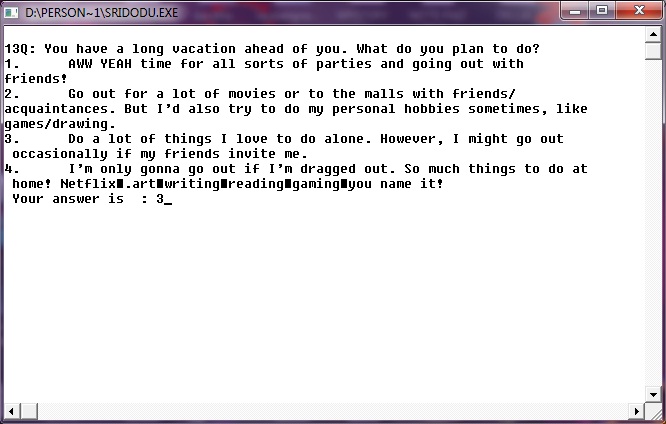 D:\PERSON~1\SRIDODU.EXE
13Q: You have a long vacation ahead of you. What do you plan to do?
1. AWW YEAH time for all sorts of parties and going out with
friends!
2. Go out for a lot of movies or to the malls with friends/
acquaintances. But I'd also try to do my personal hobbies sometimes, like
games/drawing.
3. Do a lot of things I love to do alone. However, I might go out
occasionally if my friends invite me.
4. I'm only gonna go out if I'm dragged out. So much things to do at
home! Netflix■.art■writing■reading■gaming■you name it!
Your answer is : 3_